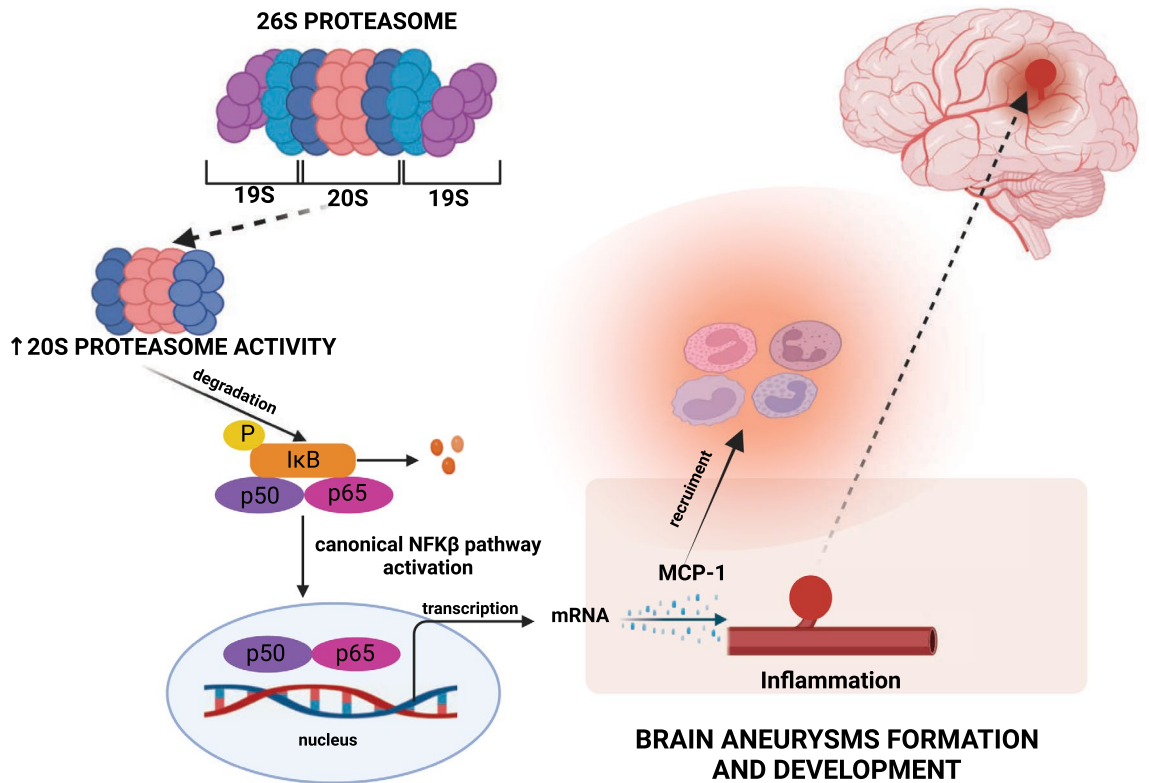 26S PROTEASOME
19S
20S
19S
↑20S PROTEASOME ACTIVITY
degradation
P
IκB
p50
p65
canonical NFKβ pathway
activation
transcription
mRNA
p50
p65
nucleus
recruiment
MCP-1
Inflammation
BRAIN ANEURYSMS FORMATION
AND DEVELOPMENT